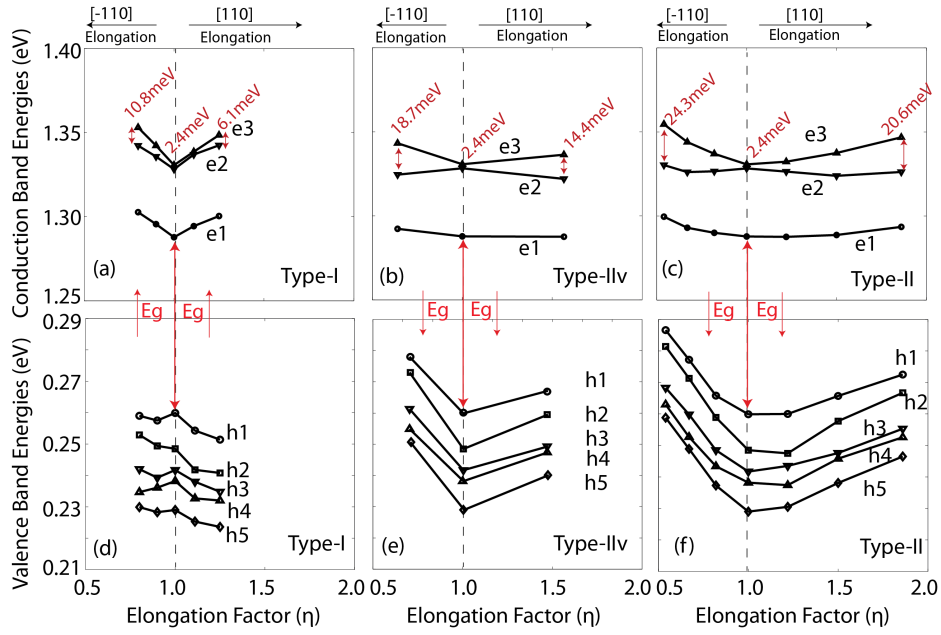 [-110] [110] [-110] [110] [-110] [110]
Elongation Elongation Elongation Elongation Elongation Elongation
Conduction Band Energies (eV)
1.40
1.35
1.30
1.25
10.8meV
2.4meV
6.1meV
e3
e2
e1
(a)
Type-I
18.7meV
2.4meV
14.4meV
e3
e2
e1
(b)
Type-IIv
24.3meV
2.4meV
20.6meV
e3
e2
e1
(c)
Type-II
Eg Eg Eg Eg Eg Eg
Valence Band Energies (eV)
0.29
0.27
0.25
0.23
0.21
h1
h2
h3
h4
h5
(d)
Type-I
h1
h2
h3
h4
h5
(e)
Type-IIv
h1
h2
h3
h4
h5
(f)
Type-II
0.5 1.0 1.5 2.0 0.5 1.0 1.5 2.0 0.5 1.0 1.5 2.0
Elongation Factor (η) Elongation Factor (η) Elongation Factor (η)